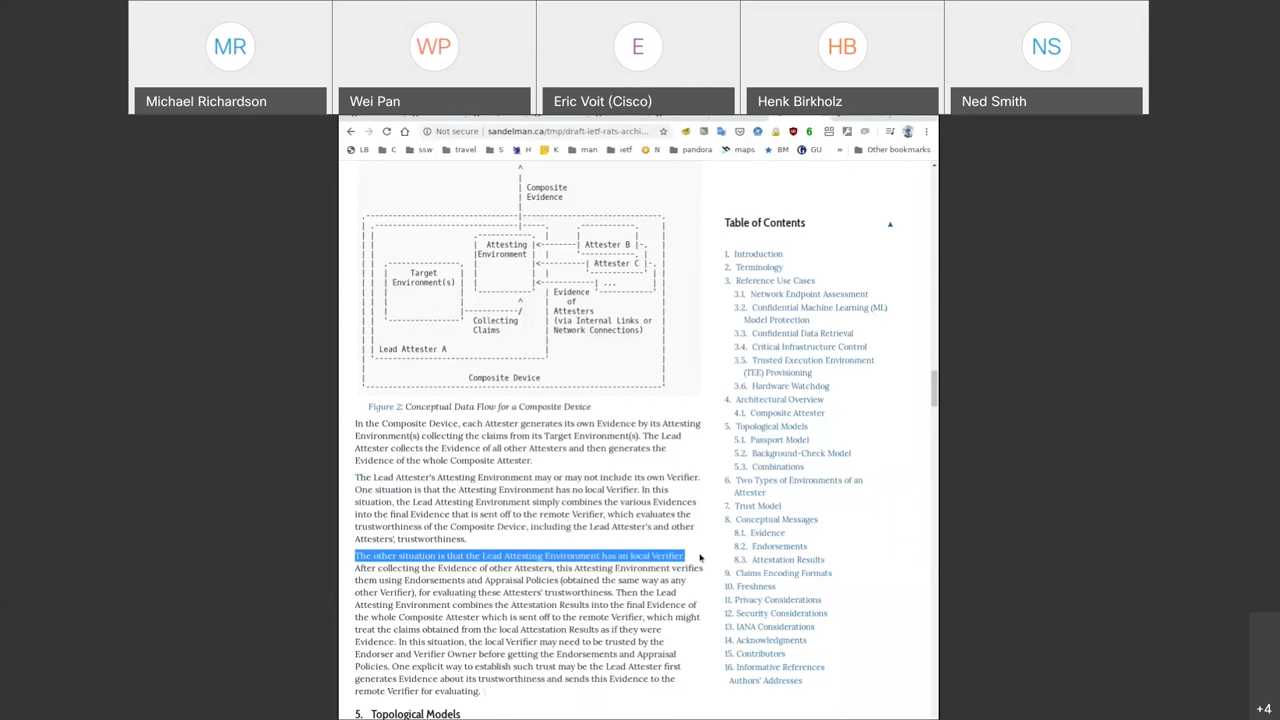 MR
WP
E
HB
NS
Michael Richardson
Wei Pan
Eric Voit (Cisco)
Henk Birkholz
Ned Smith
Not secure | sandelman.ca/tmp/draft-ietf-rats-archi...
6
LB
C
ssw
travel
S
H
K
man
ietf
N
pandora
maps
BM
GU
»
Other bookmarks
Composite
Evidence
Attesting
Environment
Attester B
Attester C
...
Target
Environment(s)
Evidence
of
Attesters
(via Internal Links or
Network Connections)
Collecting
Claims
Lead Attester A
Composite Device
Figure 2: Conceptual Data Flow for a Composite Device
In the Composite Device, each Attester generates its own Evidence by its Attesting
Environment(s) collecting the claims from its Target Environment(s). The Lead
Attester collects the Evidence of all other Attesters and then generates the
Evidence of the whole Composite Attester.
The Lead Attester's Attesting Environment may or may not include its own Verifier.
One situation is that the Attesting Environment has no local Verifier. In this
situation, the Lead Attesting Environment simply combines the various Evidences
into the final Evidence that is sent off to the remote Verifier, which evaluates the
trustworthiness of the Composite Device, including the Lead Attester's and other
Attesters', trustworthiness.
The other situation is that the Lead Attesting Environment has an local Verifier.
After collecting the Evidence of other Attesters, this Attesting Environment verifies
them using Endorsements and Appraisal Policies (obtained the same way as any
other Verifier), for evaluating these Attesters' trustworthiness. Then the Lead
Attesting Environment combines the Attestation Results into the final Evidence of
the whole Composite Attester which is sent off to the remote Verifier, which might
treat the claims obtained from the local Attestation Results as if they were
Evidence. In this situation, the local Verifier may need to be trusted by the
Endorser and Verifier Owner before getting the Endorsements and Appraisal
Policies. One explicit way to establish such trust may be the Lead Attester first
generates Evidence about its trustworthiness and sends this Evidence to the
remote Verifier for evaluating.
5. Topological Models
Table of Contents
1. Introduction
2. Terminology
3. Reference Use Cases
3.1. Network Endpoint Assessment
3.2. Confidential Machine Learning (ML)
Model Protection
3.3. Confidential Data Retrieval
3.4. Critical Infrastructure Control
3.5. Trusted Execution Environment
(TEE) Provisioning
3.6. Hardware Watchdog
4. Architectural Overview
4.1. Composite Attester
5. Topological Models
5.1. Passport Model
5.2. Background-Check Model
5.3. Combinations
6. Two Types of Environments of an
Attester
7. Trust Model
8. Conceptual Messages
8.1. Evidence
8.2. Endorsements
8.3. Attestation Results
9. Claims Encoding Formats
10. Freshness
11. Privacy Considerations
12. Security Considerations
13. IANA Considerations
14. Acknowledgments
15. Contributors
16. Informative References
Authors' Addresses
+4